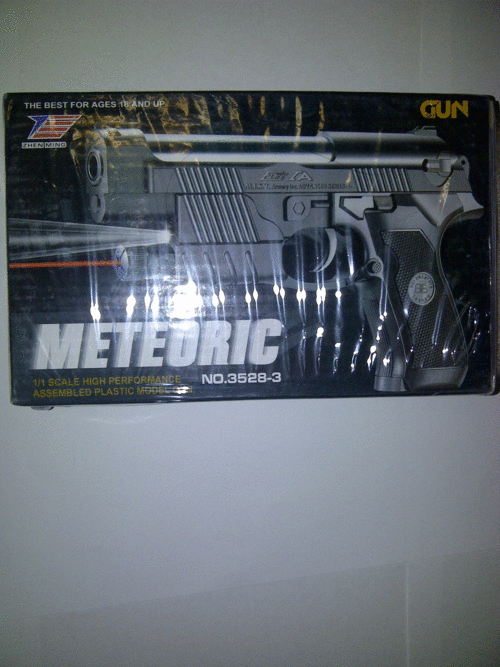 THE BEST FOR AGES 18 AND UP
GUN
ZHEN MING
METEORIC
1/1 SCALE HIGH PERFORMANCE
NO.3528-3
ASSEMBLED PLASTIC MODEL